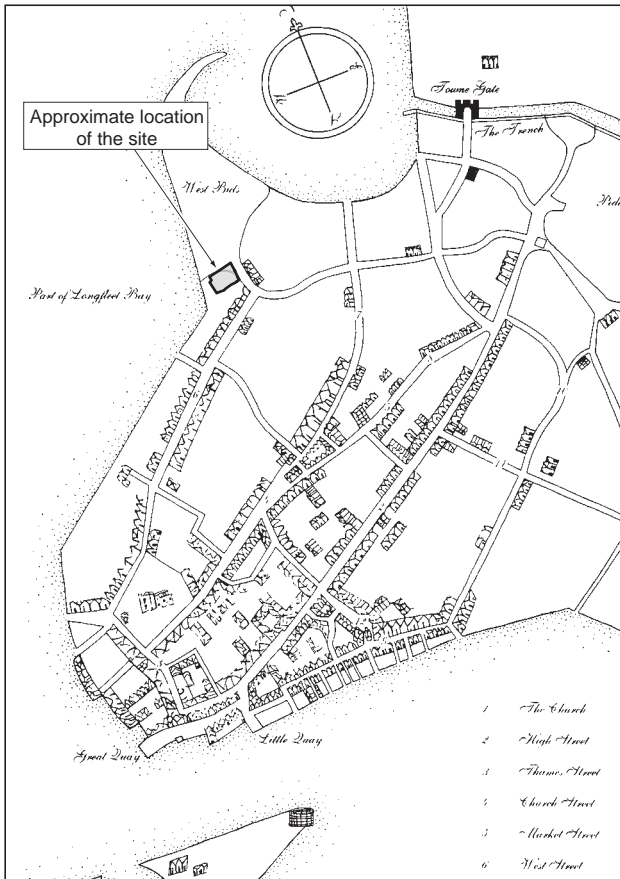 Towne Gate
The Trench
Approximate location
of the site
West Buts
Part of Longfleet Bay
1 The Church
2 High Street
3 Thames Street
4 Church Street
5 Market Street
6 West Street
Little Quay
Great Quay